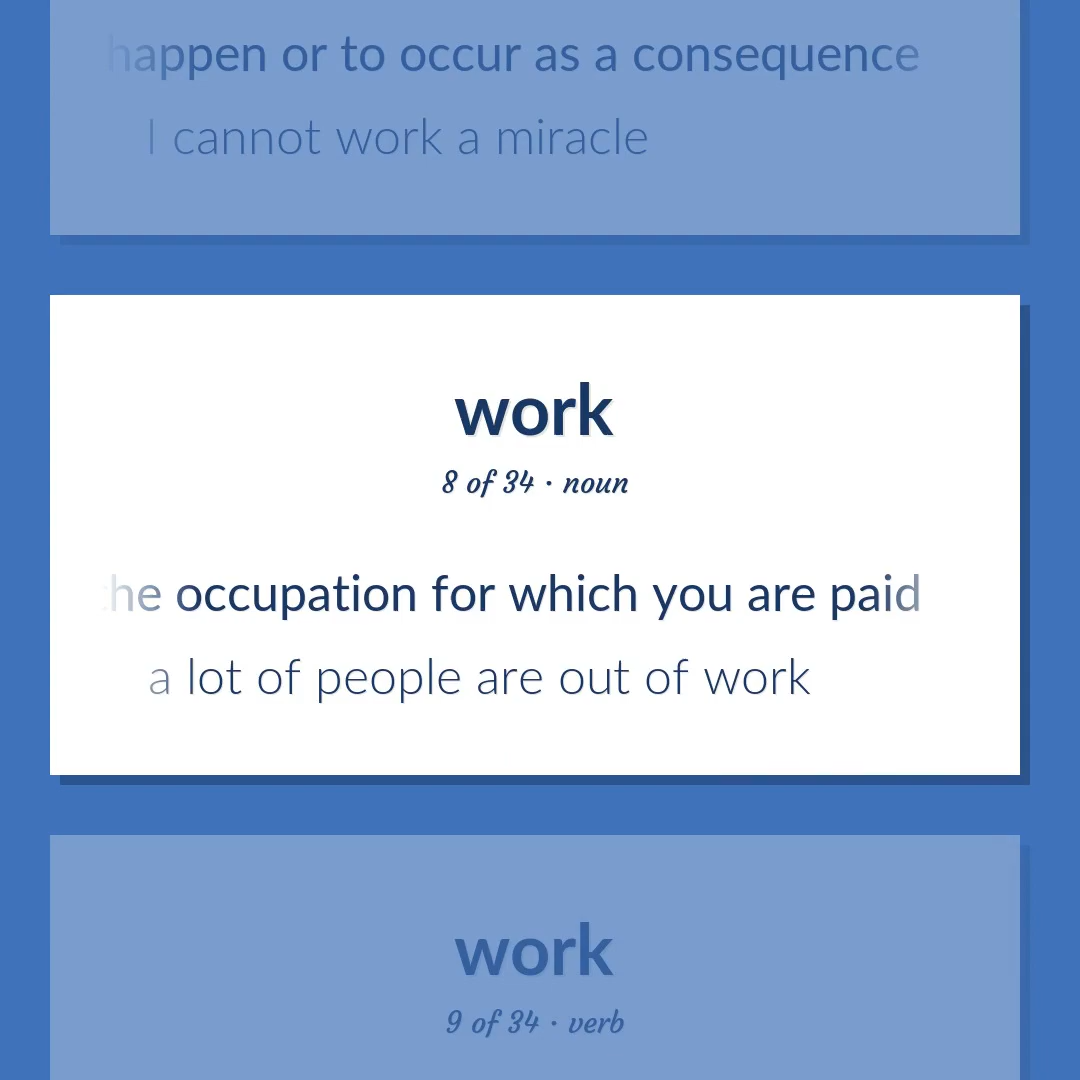 happen or to occur as a consequence
I cannot work a miracle
work
8 of 34 · noun
the occupation for which you are paid
a lot of people are out of work
work
9 of 34 · verb